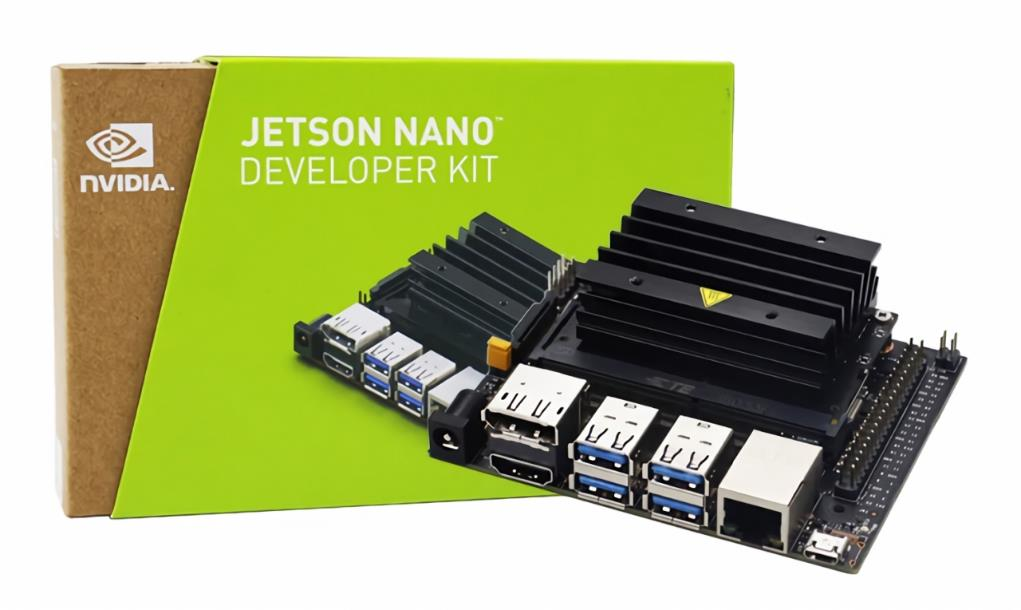 NVIDIA.
JETSON NANO™
DEVELOPER KIT